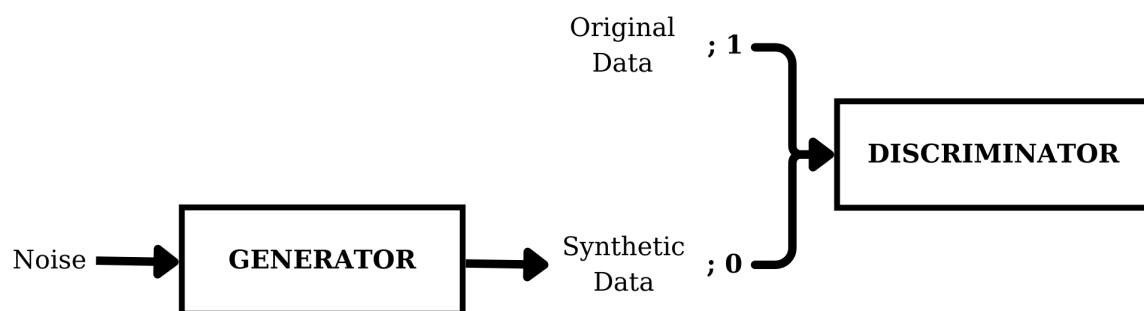 Original
Data
; 1
DISCRIMINATOR
Noise
GENERATOR
Synthetic
Data
; 0